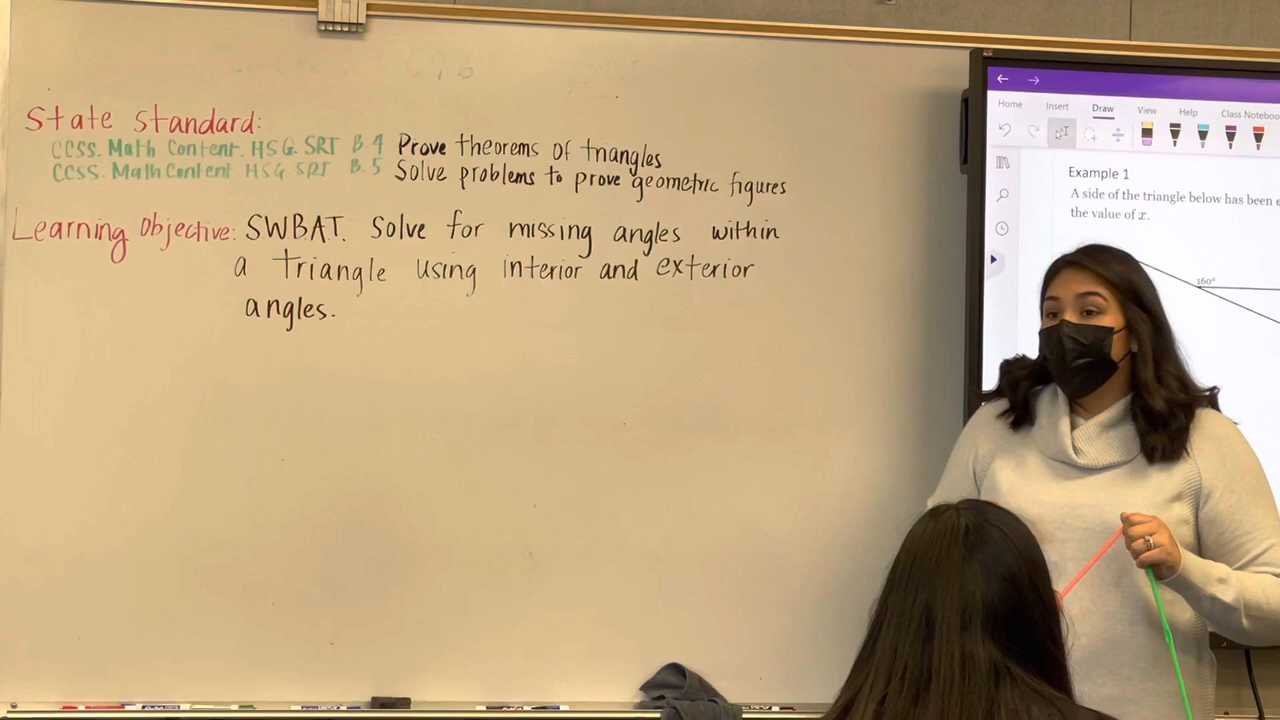 State Standard:
CCSS. Math Content. HSG. SRT B.4 Prove theorems of triangles
CCSS. Math Content HSG SRT B.5 Solve problems to prove geometric figures
Learning Objective: SWBAT. Solve for missing angles within
a triangle using interior and exterior
angles.
Home Insert Draw View Help Class Noteboo
Example 1
A side of the triangle below has been e
the value of x.
160°